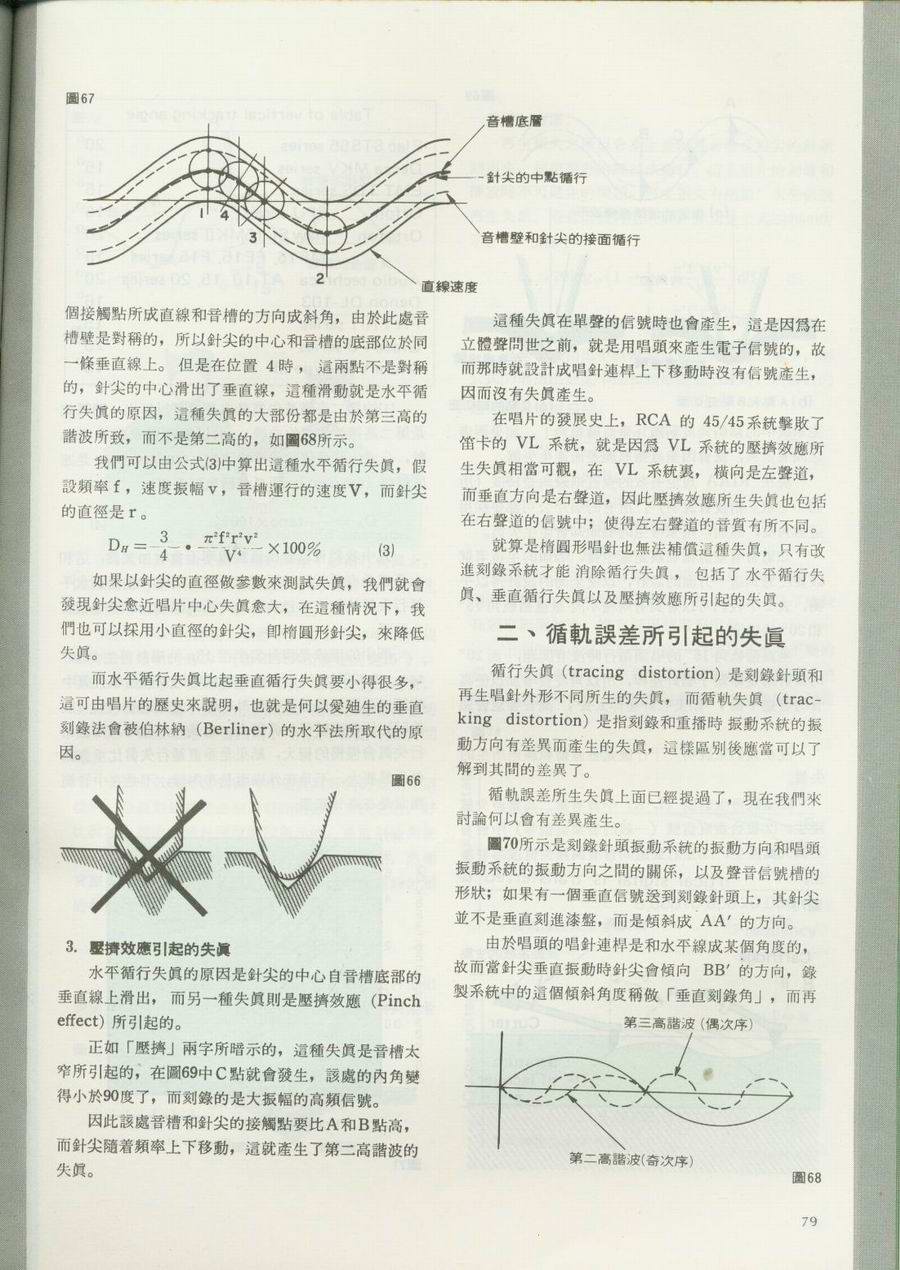 圖67
音槽底層
針尖的中點循行
音槽壁和針尖的接面循行
直線速度
1
4
3
2
個接觸點所成直線和音槽的方向成斜角，由於此處音
槽壁是對稱的，所以針尖的中心和音槽的底部位於同
一條垂直線上。 但是在位置 4時， 這兩點不是對稱
的，針尖的中心滑出了垂直線，這種滑動就是水平循
行失眞的原因，這種失眞的大部份都是由於第三高的
諧波所致，而不是第二高的，如圖68所示。
我們可以由公式(3)中算出這種水平循行失眞，假
設頻率 f ，速度振幅 v，音槽運行的速度V，而針尖
的直徑是 r 。
D_H = 3/4 • π²f²r²v²/V⁴ ×100% (3)
如果以針尖的直徑做參數來測試失眞，我們就會
發現針尖愈近唱片中心失眞愈大，在這種情況下，我
們也可以採用小直徑的針尖，卽楕圓形針尖，來降低
失眞。
而水平循行失眞比起垂直循行失眞要小得很多，
這可由唱片的歷史來說明，也就是何以愛廸生的垂直
刻錄法會被伯林納 (Berliner) 的水平法所取代的原
因。
圖66
3. 壓擠效應引起的失眞
水平循行失眞的原因是針尖的中心自音槽底部的
垂直線上滑出， 而另一種失眞則是壓擠效應 (Pinch
effect) 所引起的。
正如「壓擠」兩字所暗示的，這種失眞是音槽太
窄所引起的，在圖69中C點就會發生，該處的內角變
得小於90度了，而刻錄的是大振幅的高頻信號。
因此該處音槽和針尖的接觸點要比A和B點高，
而針尖隨着頻率上下移動，這就產生了第二高諧波的
失眞。
這種失眞在單聲的信號時也會產生，這是因爲在
立體聲問世之前，就是用唱頭來產生電子信號的，故
而那時就設計成唱針連桿上下移動時沒有信號產生，
因而沒有失眞產生。
在唱片的發展史上，RCA 的 45/45系統擊敗了
笛卡的 VL 系統，就是因爲 VL 系統的壓擠效應所
生失眞相當可觀，在 VL 系統裏，橫向是左聲道，
而垂直方向是右聲道，因此壓擠效應所生失眞也包括
在右聲道的信號中；使得左右聲道的音質有所不同。
就算是楕圓形唱針也無法補償這種失眞，只有改
進刻錄系統才能 消除循行失眞， 包括了 水平循行失
眞、垂直循行失眞以及壓擠效應所引起的失眞。
二、循軌誤差所引起的失眞
循行失眞 (tracing distortion) 是刻錄針頭和
再生唱針外形不同所生的失眞， 而循軌失眞 (trac-
king distortion) 是指刻錄和重播時 振動系統的振
動方向有差異而產生的失眞，這樣區別後應當可以了
解到其間的差異了。
循軌誤差所生失眞上面已經提過了，現在我們來
討論何以會有差異產生。
圖70所示是刻錄針頭振動系統的振動方向和唱頭
振動系統的振動方向之間的關係，以及聲音信號槽的
形狀；如果有一個垂直信號送到刻錄針頭上，其針尖
並不是垂直刻進漆盤，而是傾斜成 AA′ 的方向。
由於唱頭的唱針連桿是和水平線成某個角度的，
故而當針尖垂直振動時針尖會傾向 BB′ 的方向，錄
製系統中的這個傾斜角度稱做「垂直刻錄角」，而再
第三高諧波 (偶次序)
第二高諧波(奇次序)
圖68
79